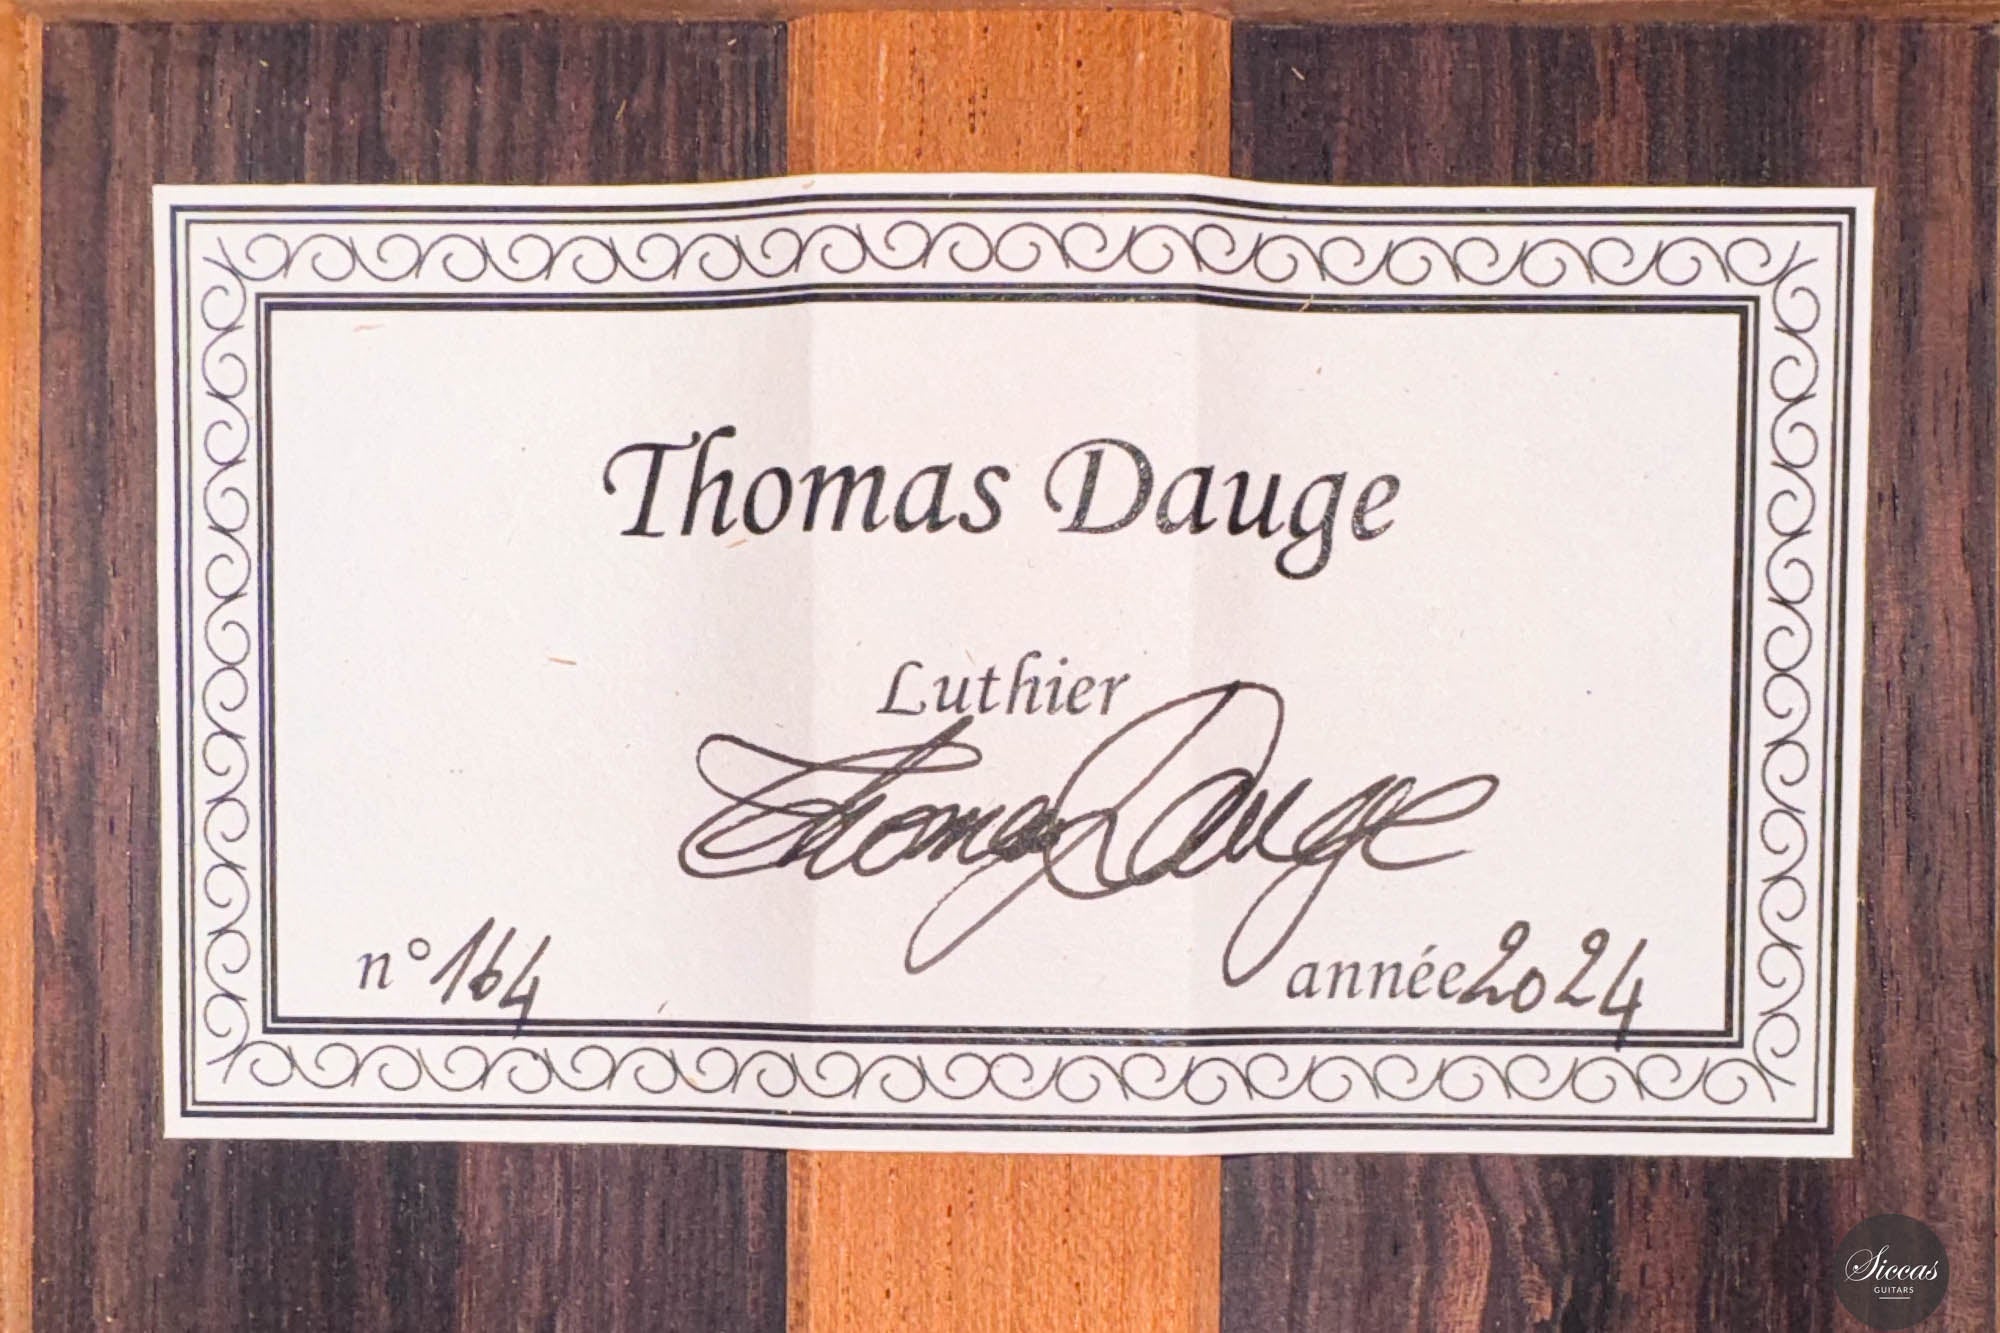 Thomas Dauge
Luthier
Thomas Dauge
n° 164
année 2024
Siccas
GUITARS